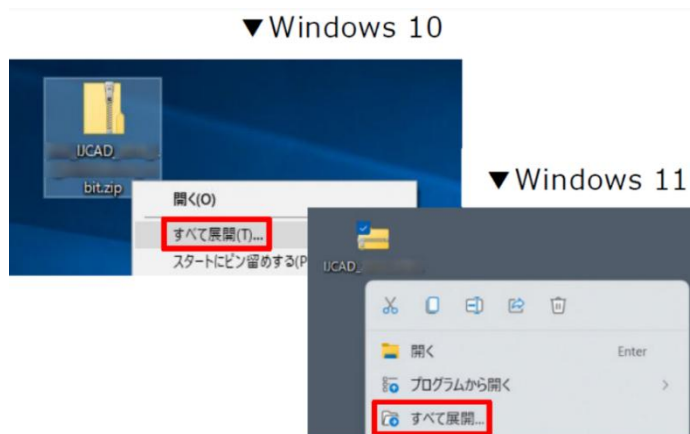 ▼Windows 10
IJCAD_
bit.zip
開く(O)
すべて展開(T)...
スタートにピン留めする(P
▼Windows 11
IJCAD_
開く Enter
プログラムから開く >
すべて展開...